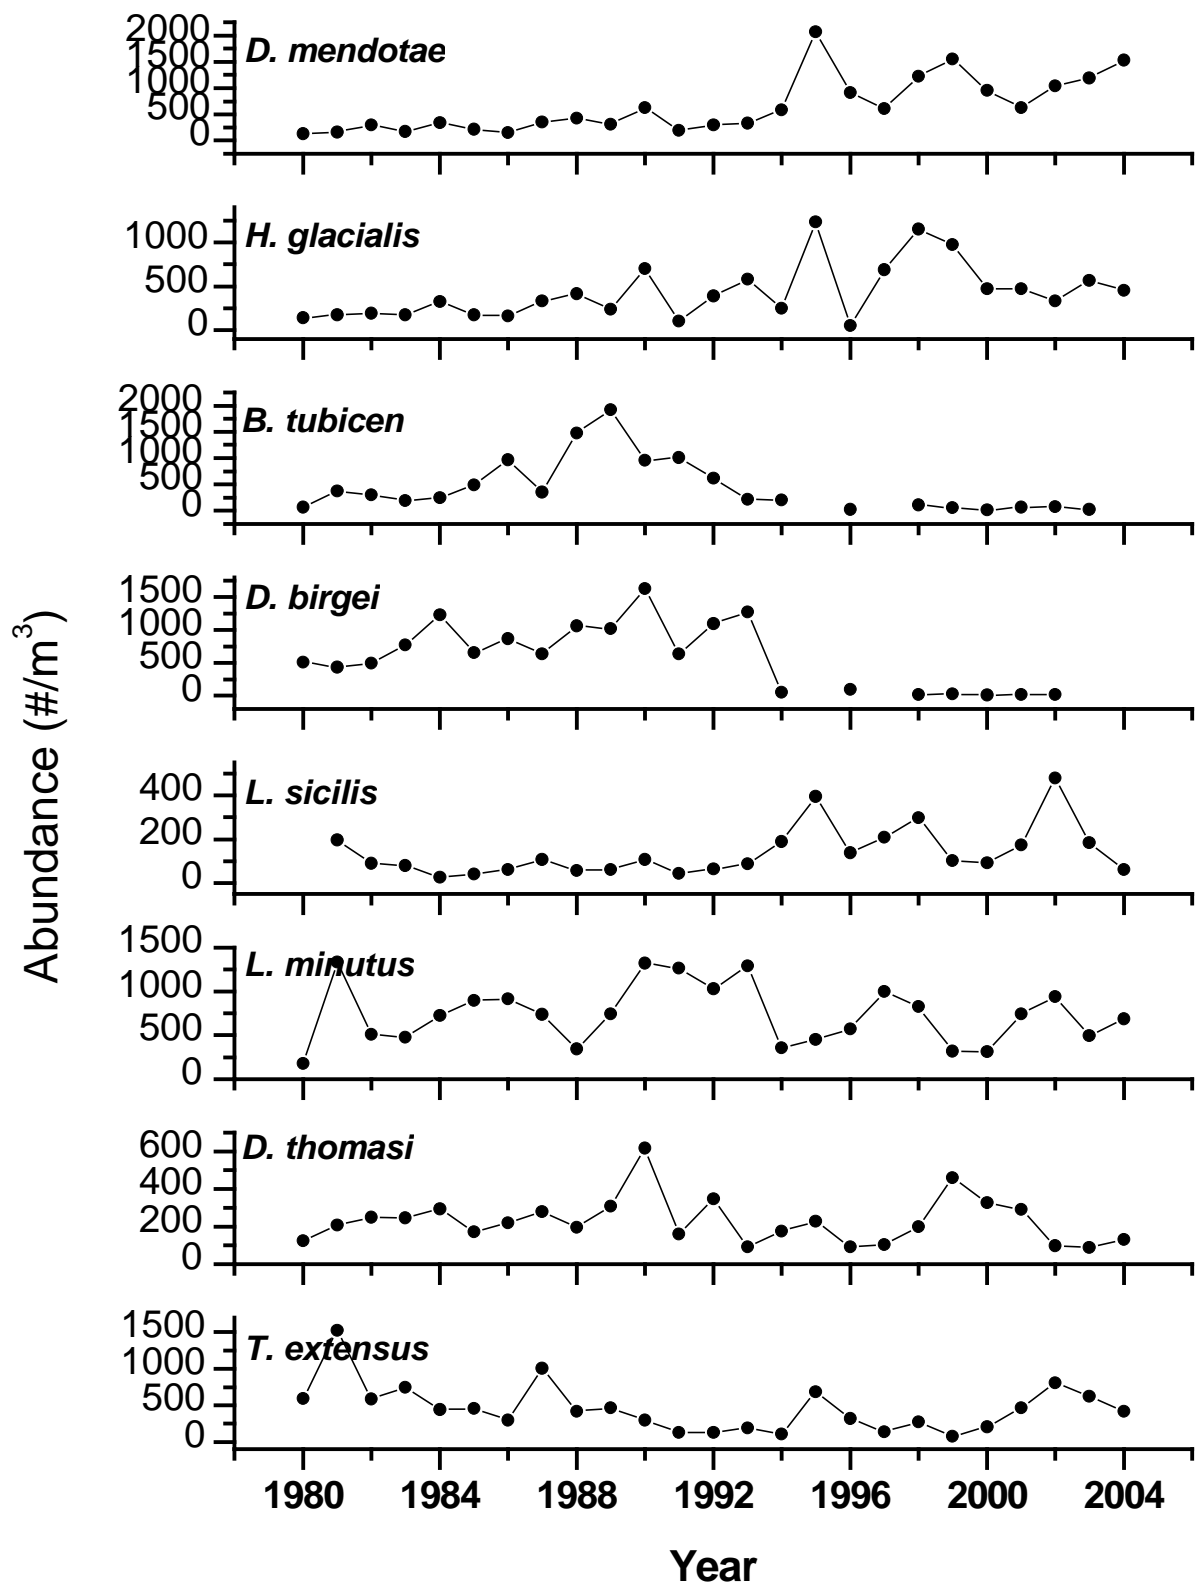 2000
1500
1000
500
0
D. mendotae
1000
500
0
H. glacialis
2000
1500
1000
500
0
B. tubicen
1500
1000
500
0
D. birgei
400
200
0
L. sicilis
1500
1000
500
0
L. minutus
600
400
200
0
D. thomasi
1500
1000
500
0
T. extensus
Abundance (#/m³)
1980 1984 1988 1992 1996 2000 2004
Year